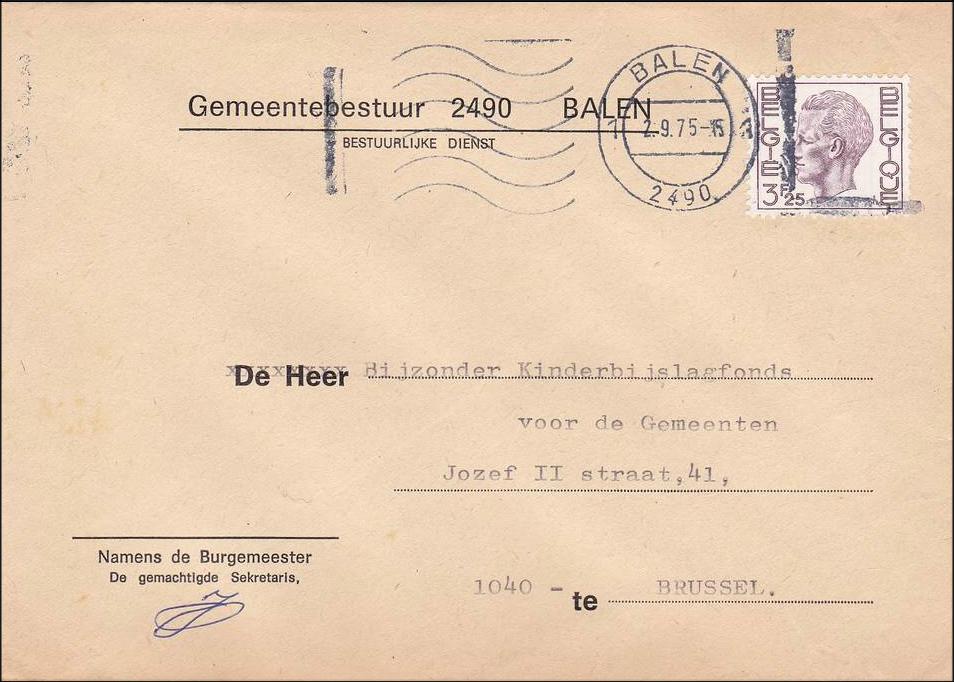 Gemeentebestuur 2490 BALEN
BESTUURLIJKE DIENST
BALEN
2-9.75-15
2490
BELGIE
BELGIQUE
3F25
De Heer xxxxxxxx Bijzonder Kinderbijslagfonds
voor de Gemeenten
Jozef II straat,41,
Namens de Burgemeester
De gemachtigde Sekretaris,
1040 - te BRUSSEL.